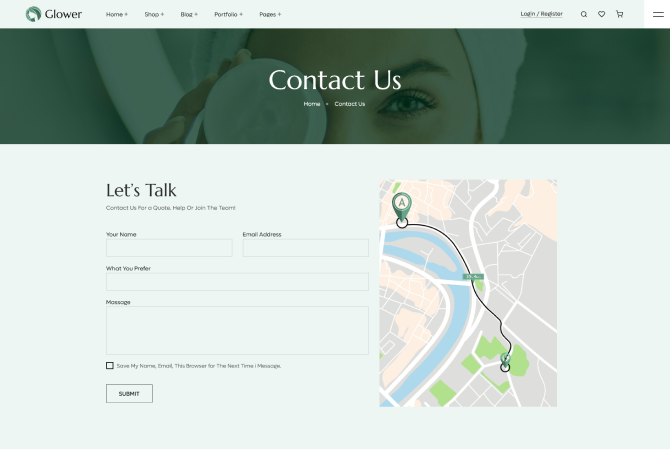 Glower
Home + Shop + Blog + Portfolio + Pages +
Login / Register
Contact Us
Home Contact Us
Let's Talk
Contact Us For a Quote, Help Or Join The Team!
Your Name Email Address
What You Prefer
Massage
Save My Name, Email, This Browser for The Next Time I Massage.
SUBMIT
A